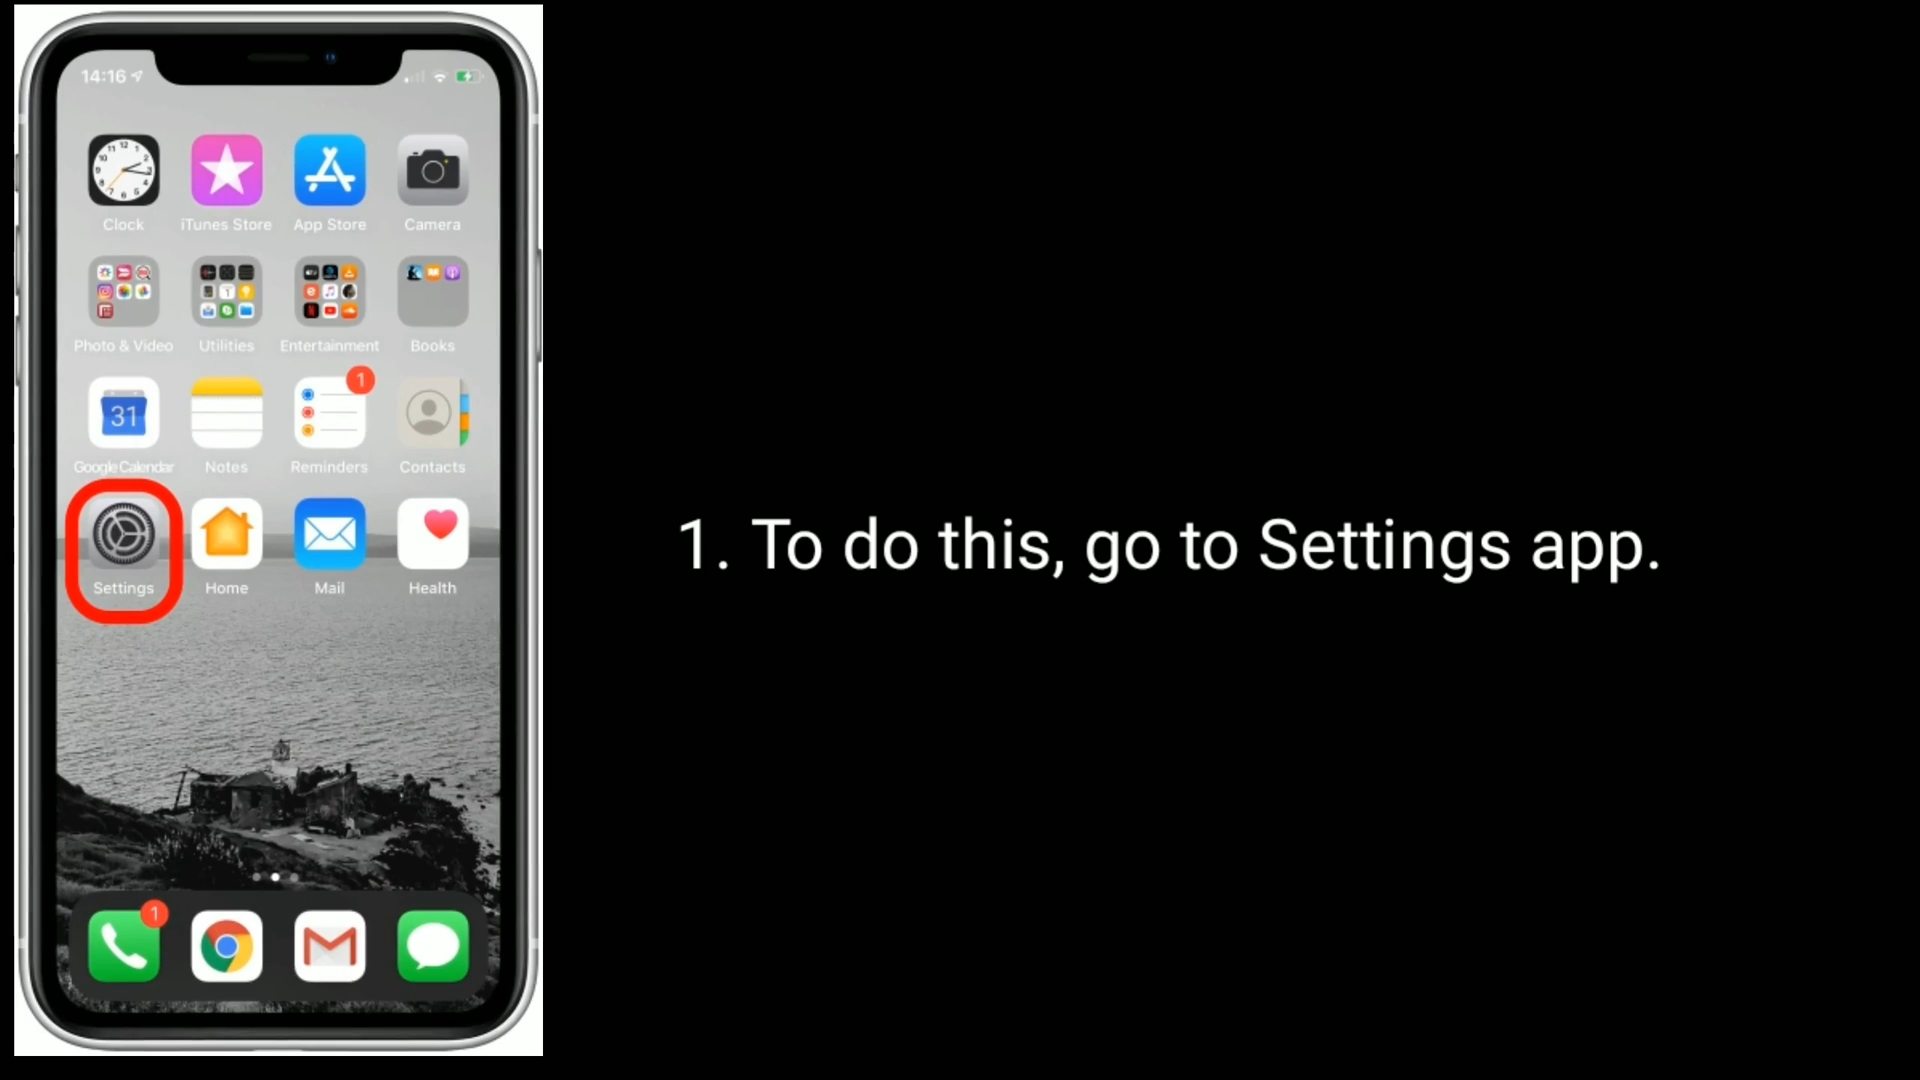 14:16
Clock iTunes Store App Store Camera
Photo & Video Utilities Entertainment Books
31
1
Google Calendar Notes Reminders Contacts
Settings Home Mail Health
1
1. To do this, go to Settings app.